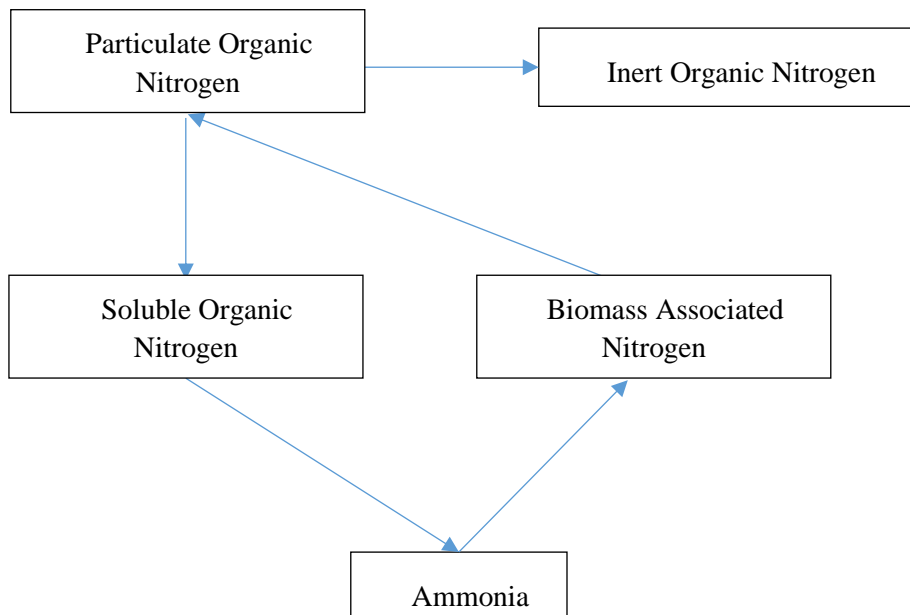 Particulate Organic
Nitrogen
Inert Organic Nitrogen
Soluble Organic
Nitrogen
Biomass Associated
Nitrogen
Ammonia